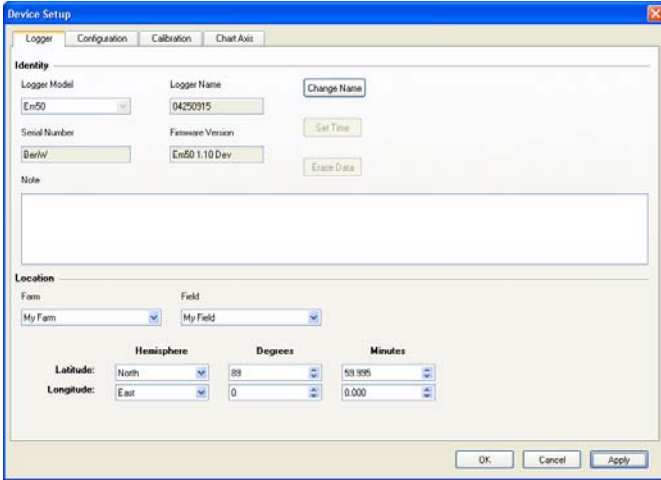 Device Setup
Logger Configuration Calibration Chart Axis
Identity
Logger Model Logger Name
Em50 04250915 Change Name
Serial Number Firmware Version Set Time
BenW Em50 1.10 Dev
Erase Data
Note
Location
Farm Field
My Farm My Field
Hemisphere Degrees Minutes
Latitude: North 89 59.995
Longitude: East 0 0.000
OK Cancel Apply